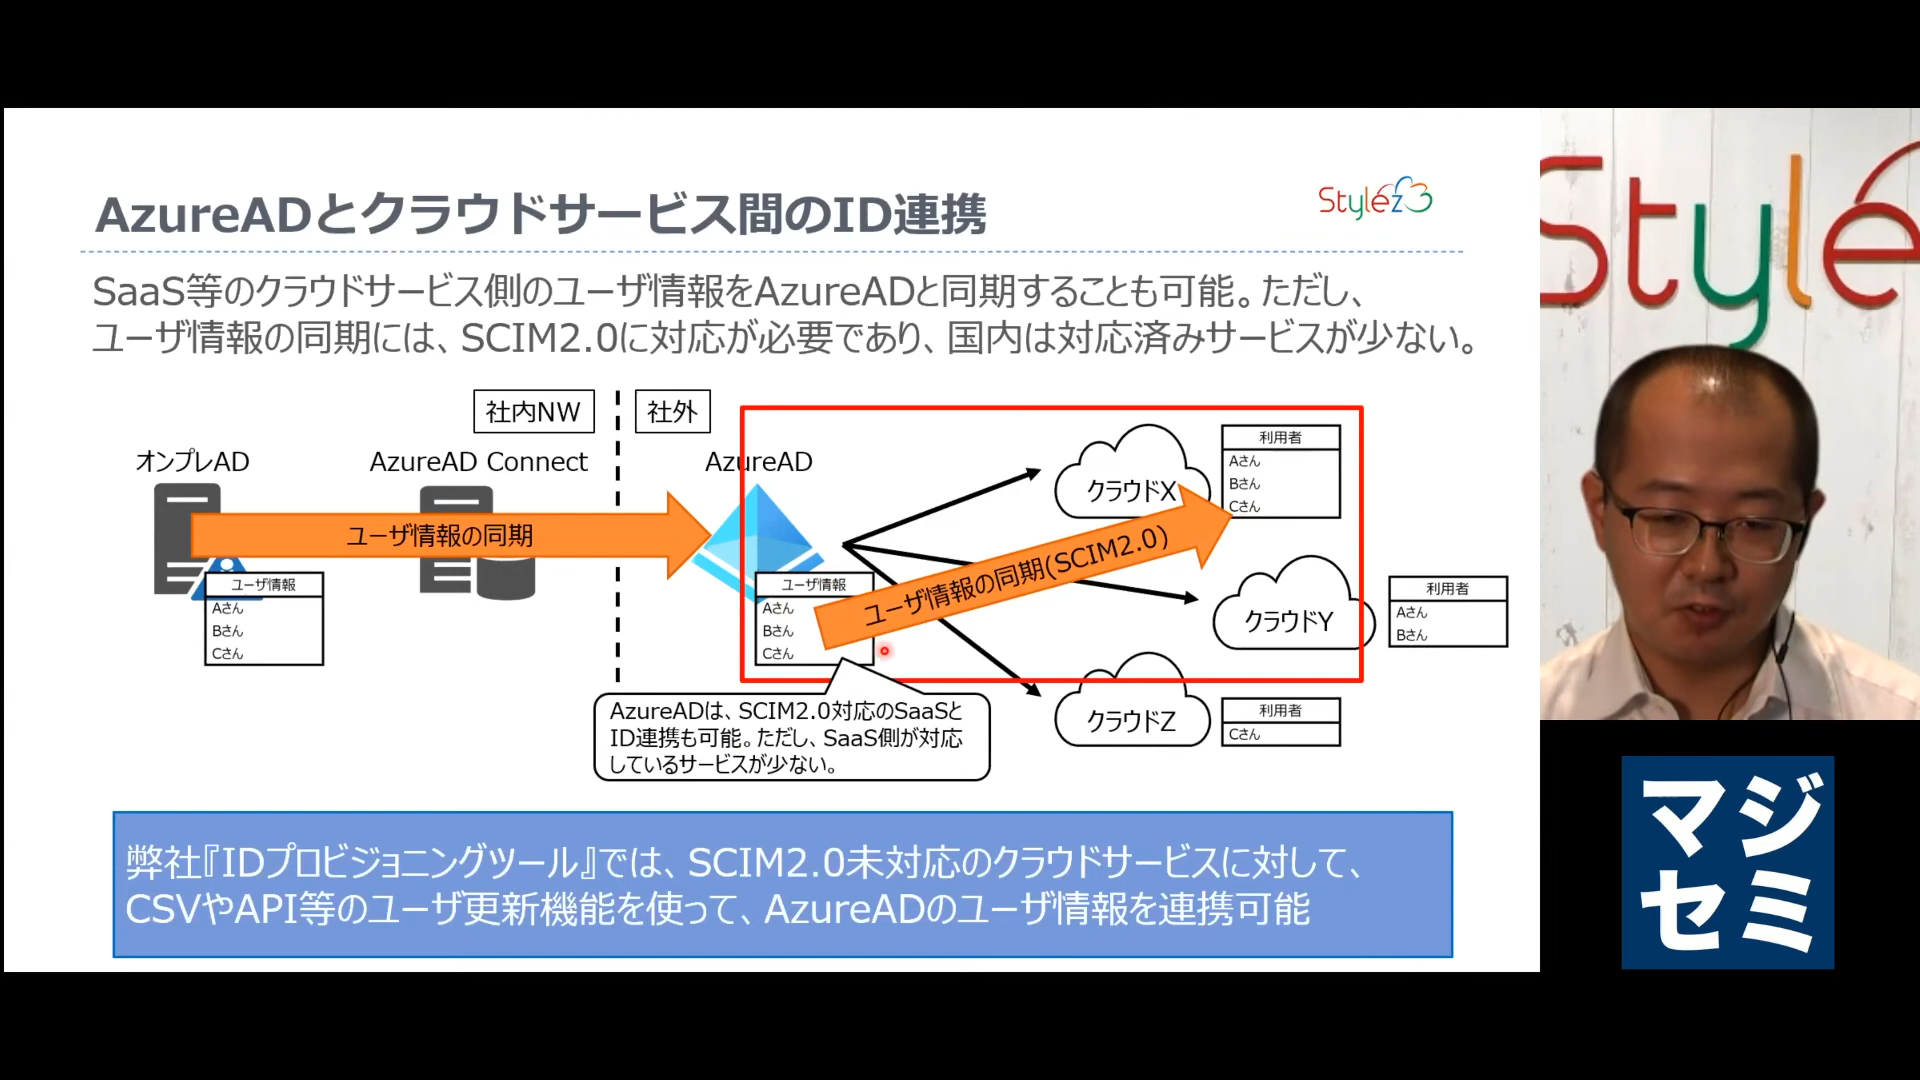 AzureADとクラウドサービス間のID連携
Stylez
SaaS等のクラウドサービス側のユーザ情報をAzureADと同期することも可能。ただし、
ユーザ情報の同期には、SCIM2.0に対応が必要であり、国内は対応済みサービスが少ない。
社内NW
社外
オンプレAD
AzureAD Connect
AzureAD
ユーザ情報の同期
ユーザ情報
Aさん
Bさん
Cさん
ユーザ情報
Aさん
Bさん
Cさん
ユーザ情報の同期(SCIM2.0)
クラウドX
利用者
Aさん
Bさん
Cさん
クラウドY
利用者
Aさん
Bさん
クラウドZ
利用者
Cさん
AzureADは、SCIM2.0対応のSaaSと
ID連携も可能。ただし、SaaS側が対応
しているサービスが少ない。
弊社『IDプロビジョニングツール』では、SCIM2.0未対応のクラウドサービスに対して、
CSVやAPI等のユーザ更新機能を使って、AzureADのユーザ情報を連携可能
Style
マジ
セミ